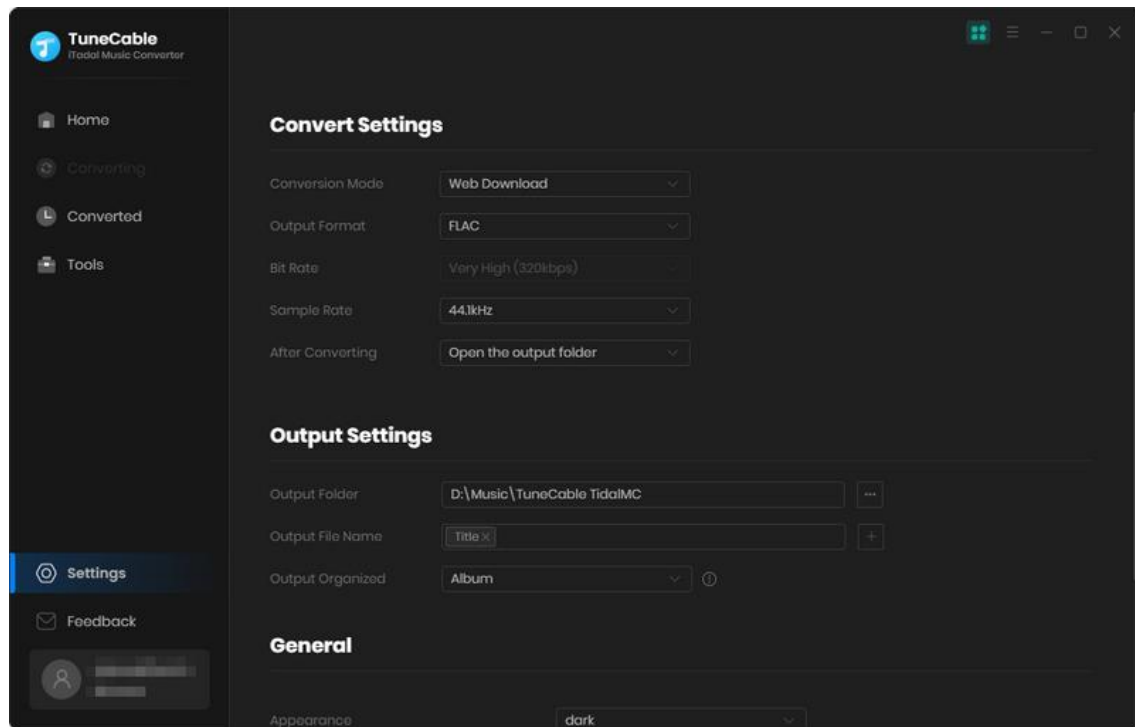 TuneCable
iTadal Music Converter
Home
Converting
Converted
Tools
Settings
Feedback
Convert Settings
Conversion Mode Web Download
Output Format FLAC
Bit Rate Very High (320kbps)
Sample Rate 44.1kHz
After Converting Open the output folder
Output Settings
Output Folder D:\Music\TuneCable TidalMC
Output File Name Title
Output Organized Album
General
Appearance dark